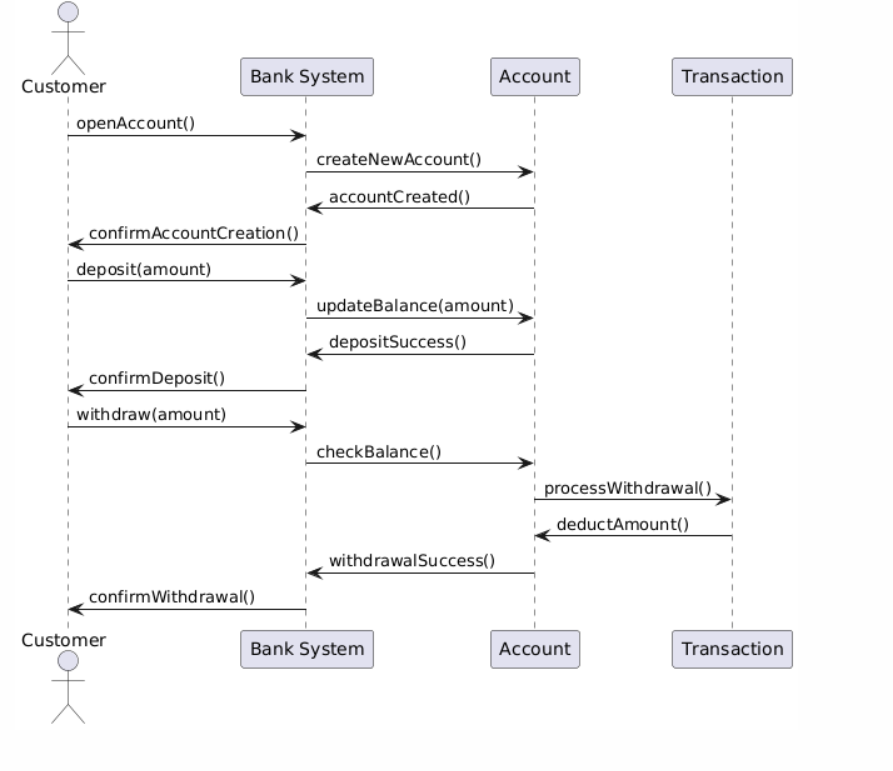 Customer
Bank System
Account
Transaction
openAccount()
createNewAccount()
accountCreated()
confirmAccountCreation()
deposit(amount)
updateBalance(amount)
depositSuccess()
confirmDeposit()
withdraw(amount)
checkBalance()
processWithdrawal()
deductAmount()
withdrawalSuccess()
confirmWithdrawal()
Customer
Bank System
Account
Transaction